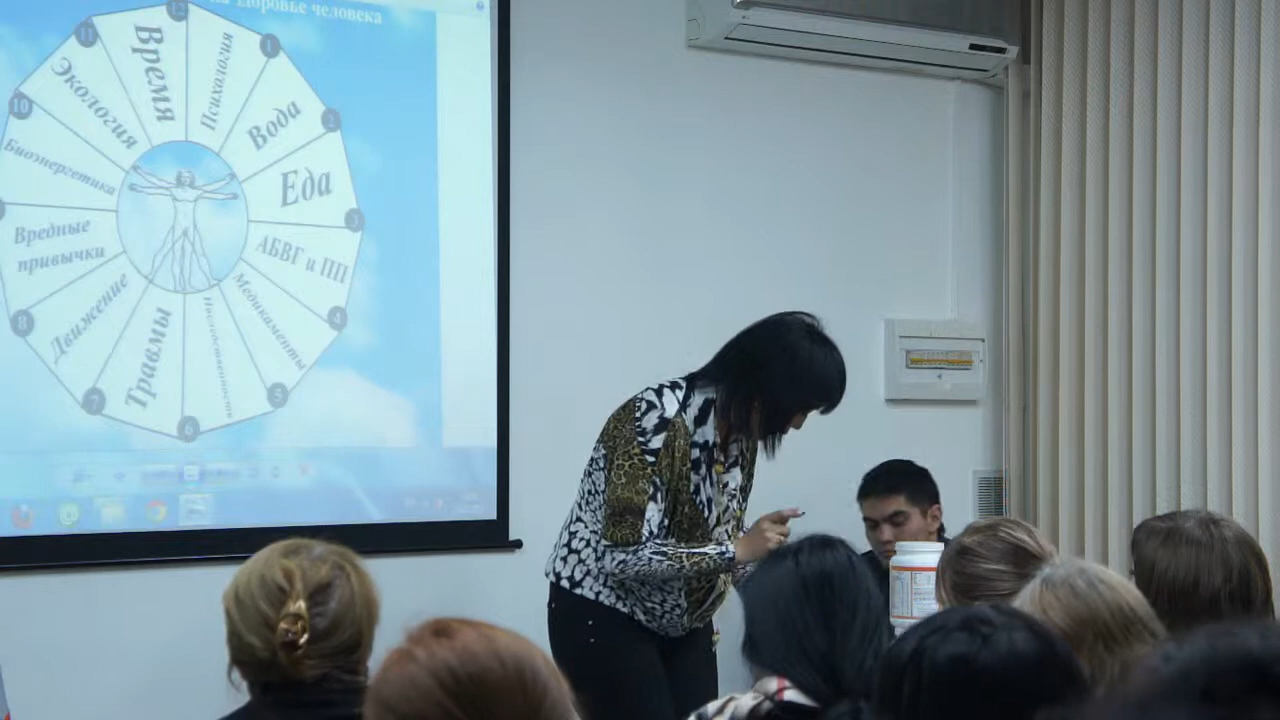 на Здоровье человека
12
Время
1
Психология
2
Вода
Еда
3
АБВГ и ПП
4
Медикаменты
5
Наследственность
6
Травмы
7
Движение
8
Вредные
привычки
Биоэнергетика
10
Экология
11